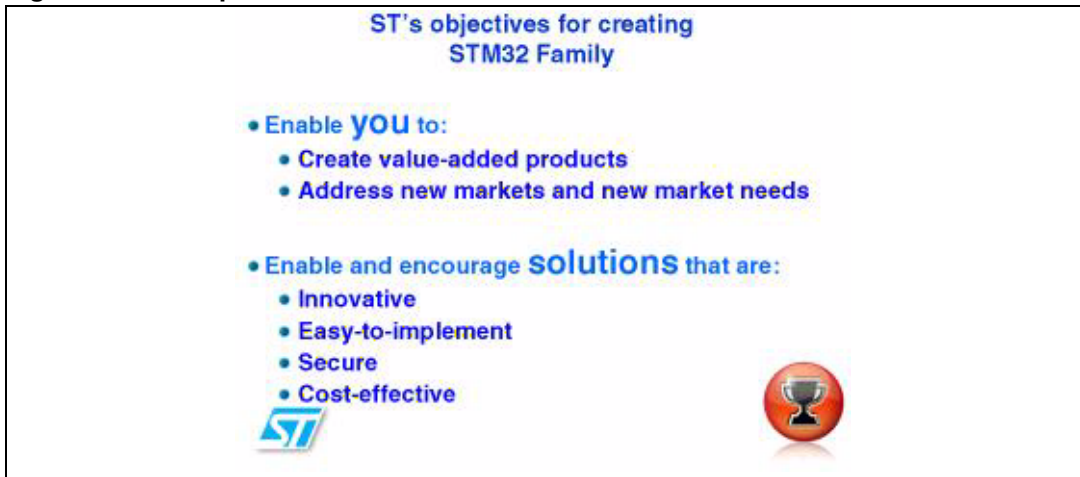 ST's objectives for creating
STM32 Family
Enable you to:
Create value-added products
Address new markets and new market needs
Enable and encourage solutions that are:
Innovative
Easy-to-implement
Secure
Cost-effective
ST